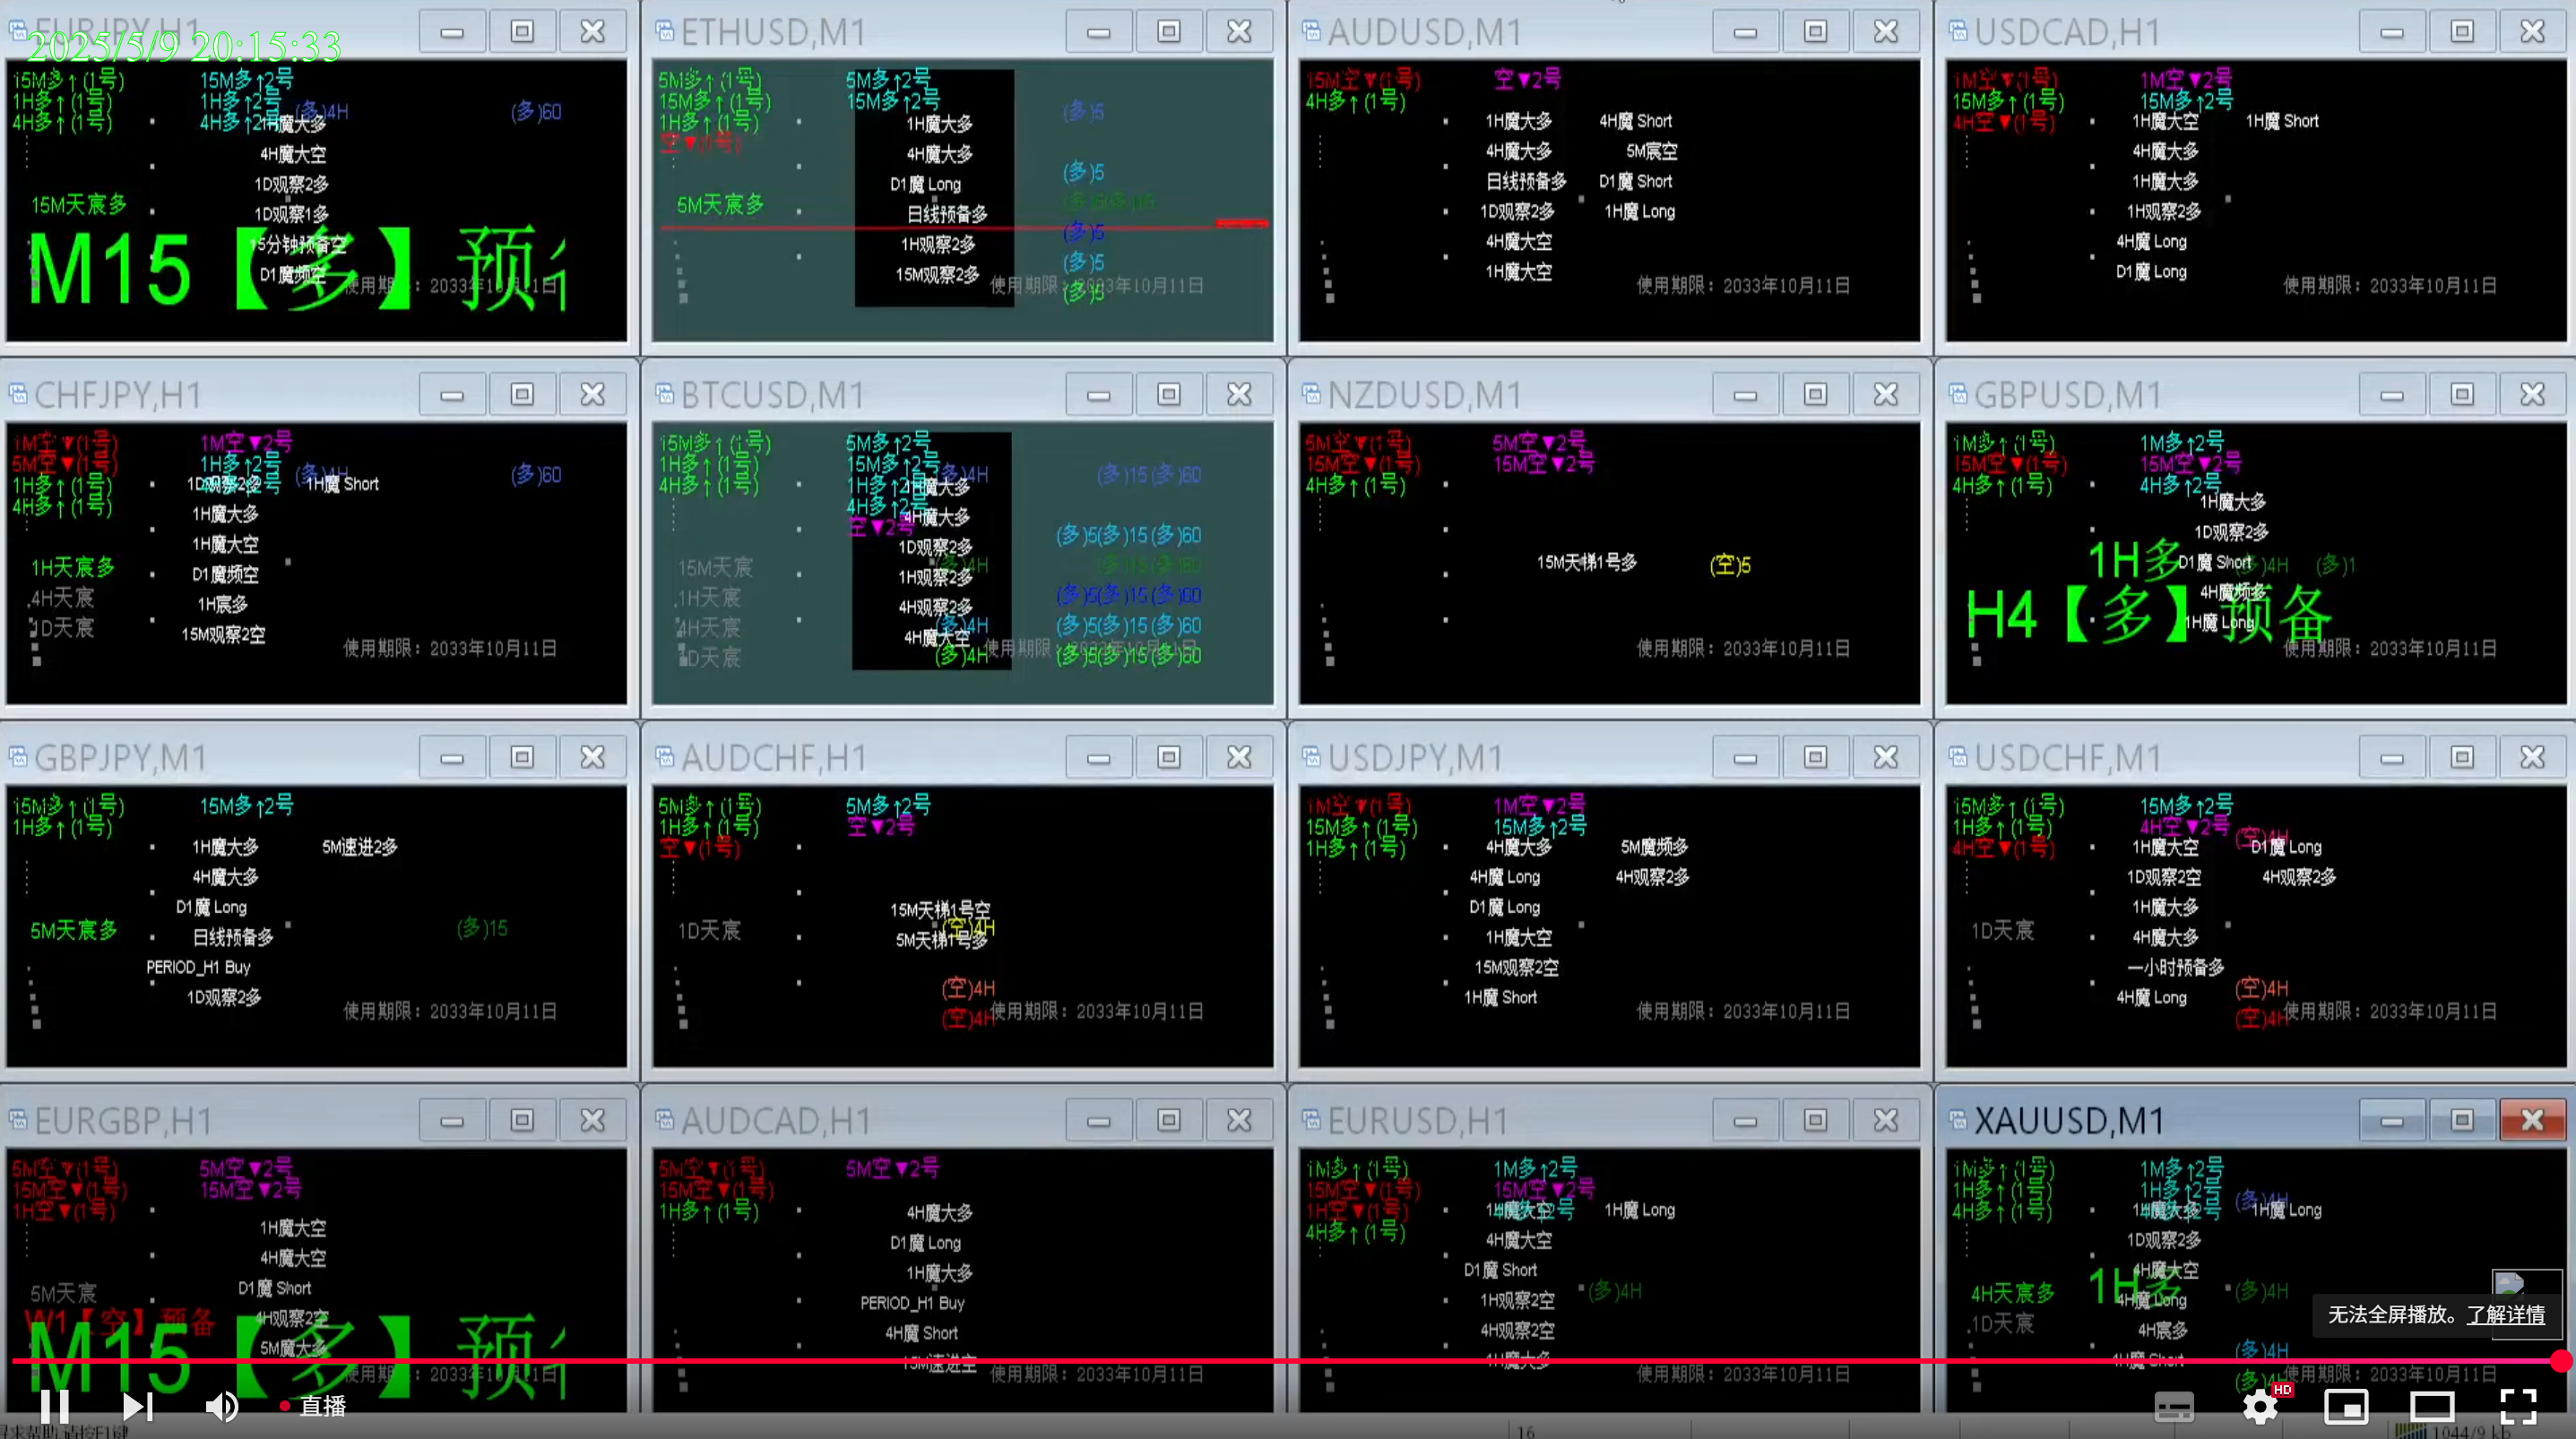 EURJPY,H1
2025/5/9 20:15:33
15M多↑(1号)
1H多↑(1号)
4H多↑(1号)
15M多↑2号
1H多↑2号
4H多↑2号
(多)4H
(多)60
1H魔大多
4H魔大空
1D观察2多
1D观察1多
15分钟预备空
D1魔频空
15M天宸多
M15【多】预
使用期限：2033年10月11日
ETHUSD,M1
5M多↑(1号)
15M多↑(1号)
1H多↑(1号)
空▼(1号)
5M多↑2号
15M多↑2号
1H魔大多
4H魔大多
D1魔 Long
日线预备多
1H观察2多
15M观察2多
5M天宸多
(多)5
(多)5
(多)5
(多)5
(多)5
使用期限：2033年10月11日
AUDUSD,M1
15M空▼(1号)
4H多↑(1号)
空▼2号
1H魔大多
4H魔大多
日线预备多
1D观察2多
4H魔大空
1H魔大空
4H魔 Short
5M宸空
D1魔 Short
1H魔 Long
使用期限：2033年10月11日
USDCAD,H1
1M空▼(1号)
15M多↑(1号)
4H空▼(1号)
1M空▼2号
15M多↑2号
1H魔大空
4H魔大多
1H魔大多
1H观察2多
4H魔 Long
D1魔 Long
1H魔 Short
使用期限：2033年10月11日
CHFJPY,H1
1M空▼(1号)
5M空▼(1号)
1H多↑(1号)
4H多↑(1号)
1M空▼2号
1H多↑2号
(多)4H
(多)60
1D观察2多
1H魔 Short
1H魔大多
1H魔大空
D1魔频空
1H宸多
15M观察2空
1H天宸多
4H天宸
1D天宸
使用期限：2033年10月11日
BTCUSD,M1
15M多↑(1号)
1H多↑(1号)
4H多↑(1号)
5M多↑2号
15M多↑2号
1H多↑2号
4H多↑2号
空▼2号
1H魔大多
4H魔大多
1D观察2多
1H观察2多
4H观察2多
4H魔大空
15M天宸
1H天宸
4H天宸
1D天宸
(多)4H
(多)15(多)60
(多)5(多)15(多)60
(多)4H
(多)15(多)60
(多)5(多)15(多)60
(多)4H
(多)5(多)15(多)60
(多)4H
(多)5(多)15(多)60
NZDUSD,M1
5M空▼(1号)
15M空▼(1号)
4H多↑(1号)
5M空▼2号
15M空▼2号
15M天梯1号多
(空)5
使用期限：2033年10月11日
GBPUSD,M1
1M多↑(1号)
15M空▼(1号)
4H多↑(1号)
1M多↑2号
15M空▼2号
4H多↑2号
1H魔大多
1D观察2多
D1魔 Short
4H魔频多
1H魔 Long
1H多
(多)4H
(多)1
H4【多】预备
使用期限：2033年10月11日
GBPJPY,M1
15M多↑(1号)
1H多↑(1号)
15M多↑2号
1H魔大多
4H魔大多
D1魔 Long
日线预备多
PERIOD_H1 Buy
1D观察2多
5M速进2多
5M天宸多
(多)15
使用期限：2033年10月11日
AUDCHF,H1
5M多↑(1号)
1H多↑(1号)
空▼(1号)
5M多↑2号
空▼2号
15M天梯1号空
5M天梯1号多
1D天宸
(空)4H
(空)4H
(空)4H
使用期限：2033年10月11日
USDJPY,M1
1M空▼(1号)
15M多↑(1号)
1H多↑(1号)
1M空▼2号
15M多↑2号
4H魔大多
4H魔 Long
D1魔 Long
1H魔大空
15M观察2空
1H魔 Short
5M魔频多
4H观察2多
使用期限：2033年10月11日
USDCHF,M1
15M多↑(1号)
1H多↑(1号)
4H空▼(1号)
15M多↑2号
4H空▼2号
(空)4H
1H魔大空
1D观察2空
1H魔大多
4H魔大多
一小时预备多
4H魔 Long
D1魔 Long
4H观察2多
1D天宸
(空)4H
(空)4H
使用期限：2033年10月11日
EURGBP,H1
5M空▼(1号)
15M空▼(1号)
1H空▼(1号)
5M空▼2号
15M空▼2号
1H魔大空
4H魔大空
D1魔 Short
4H观察2空
5M魔大多
5M天宸
W1【空】预备
M15【多】预
使用期限：2033年10月11日
AUDCAD,H1
5M空▼(1号)
15M空▼(1号)
1H多↑(1号)
5M空▼2号
4H魔大多
D1魔 Long
1H魔大多
PERIOD_H1 Buy
4H魔 Short
15M速进空
使用期限：2033年10月11日
EURUSD,H1
1M多↑(1号)
15M空▼(1号)
1H空▼(1号)
4H多↑(1号)
1M多↑2号
15M空▼2号
1H魔大空
4H魔大空
D1魔 Short
1H观察2空
4H观察2空
4H魔大多
1H魔 Long
(多)4H
使用期限：2033年10月11日
XAUUSD,M1
1M多↑(1号)
1H多↑(1号)
4H多↑(1号)
1M多↑2号
1H多↑2号
(多)4H
1H魔大多
1D观察2多
4H魔大空
4H魔 Long
4H宸多
4H魔 Short
1H魔 Long
4H天宸多
1D天宸
1H多
(多)4H
(多)4H
使用期限：2033年10月11日
无法全屏播放。了解详情
直播
HD
16